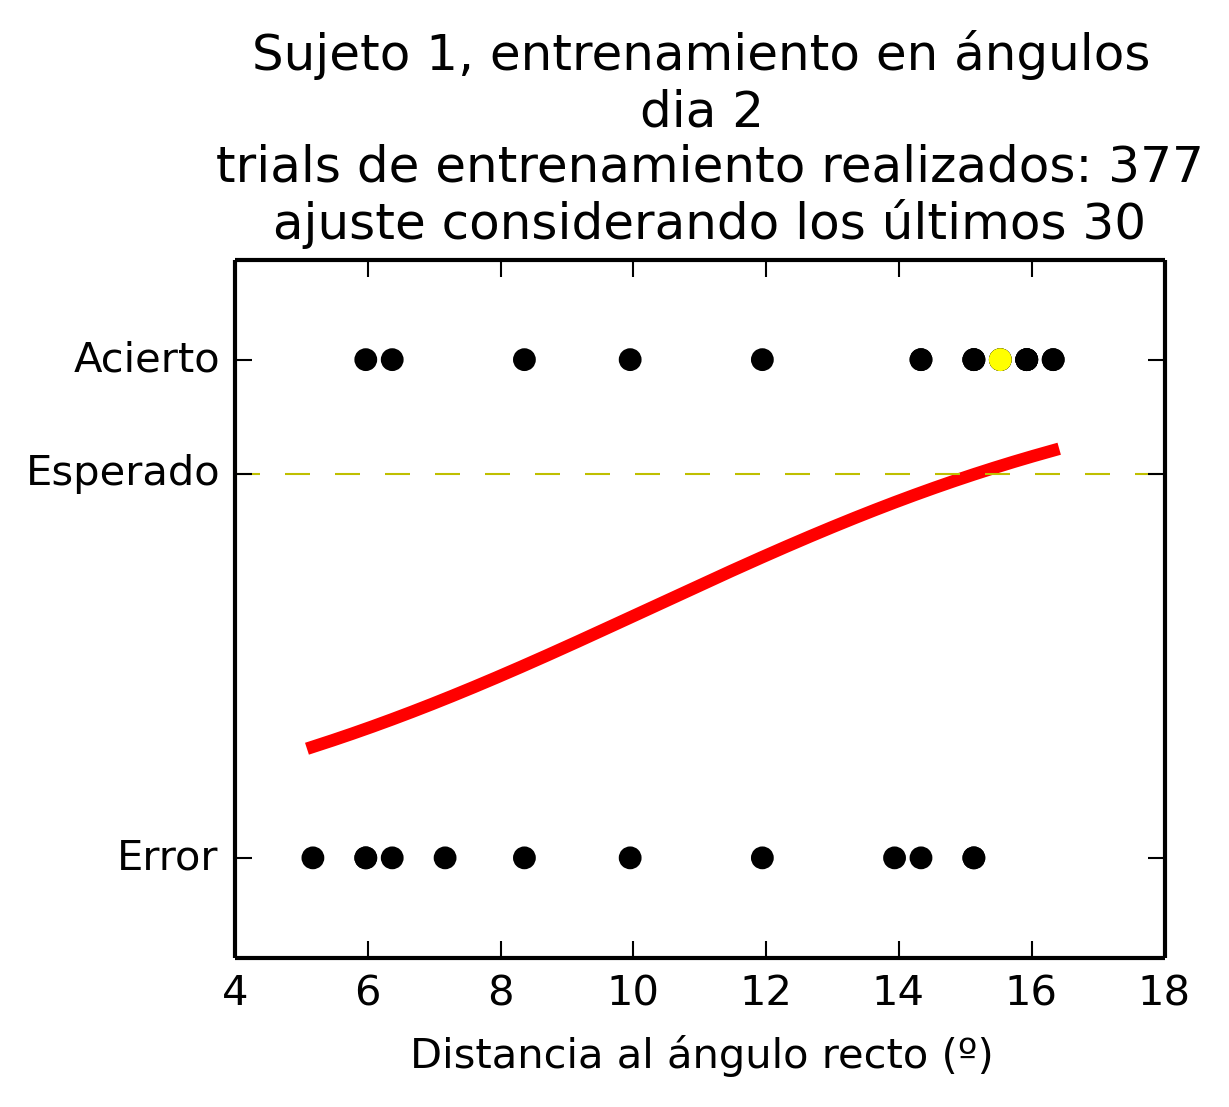 Sujeto 1, entrenamiento en ángulos
dia 2
trials de entrenamiento realizados: 377
ajuste considerando los últimos 30
Acierto
Esperado
Error
4 6 8 10 12 14 16 18
Distancia al ángulo recto (º)